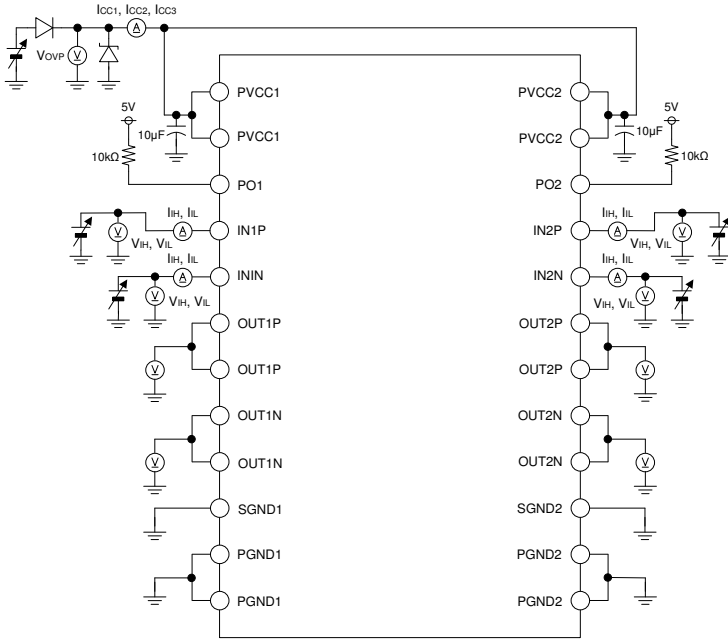 ICC1, ICC2, ICC3
A
VOVP
V
PVCC1
PVCC2
5V
10µF
10kΩ
PVCC1
PVCC2
10µF
5V
10kΩ
PO1
PO2
IIH, IIL
A
V
VIH, VIL
IN1P
IN2P
IIH, IIL
A
V
VIH, VIL
IIH, IIL
A
V
VIH, VIL
ININ
IN2N
IIH, IIL
A
V
VIH, VIL
OUT1P
OUT2P
V
OUT1P
OUT2P
V
OUT1N
OUT2N
V
OUT1N
OUT2N
V
SGND1
SGND2
PGND1
PGND2
PGND1
PGND2